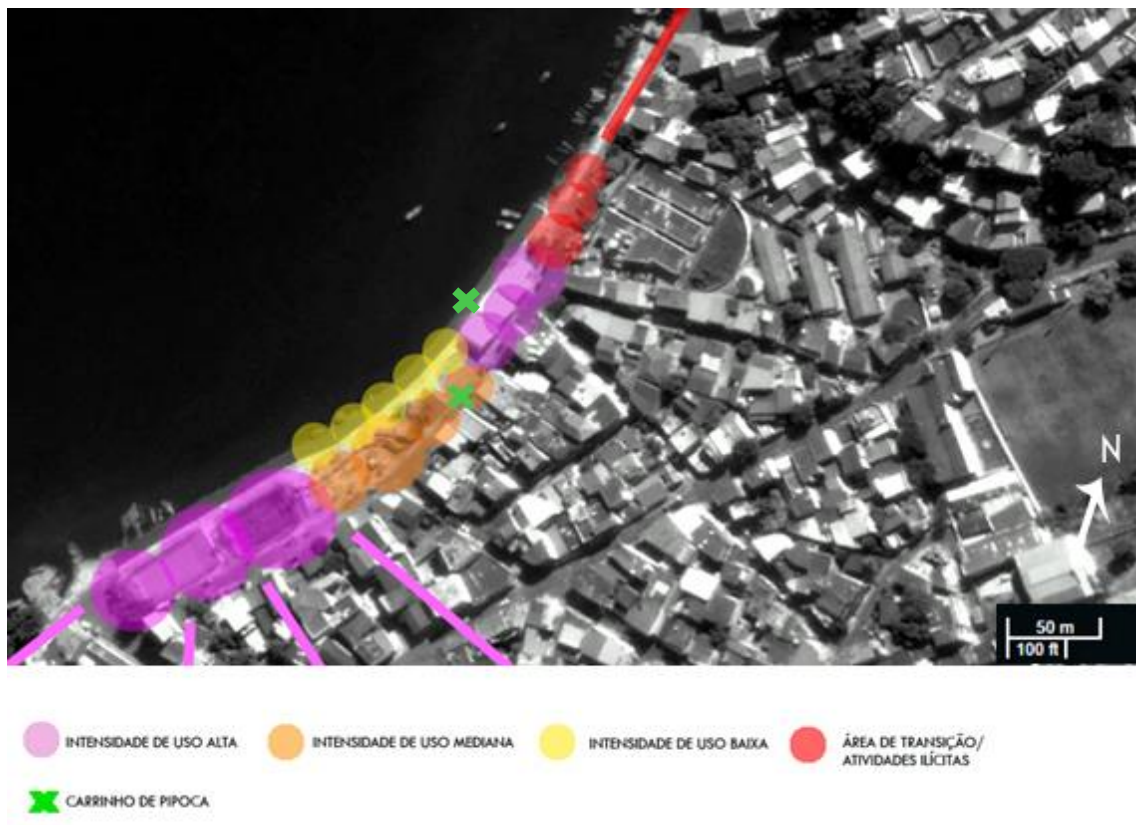 N
50 m
100 ft
INTENSIDADE DE USO ALTA
INTENSIDADE DE USO MEDIANA
INTENSIDADE DE USO BAIXA
ÁREA DE TRANSIÇÃO/
ATIVIDADES ILÍCITAS
CARRINHO DE PIPOCA